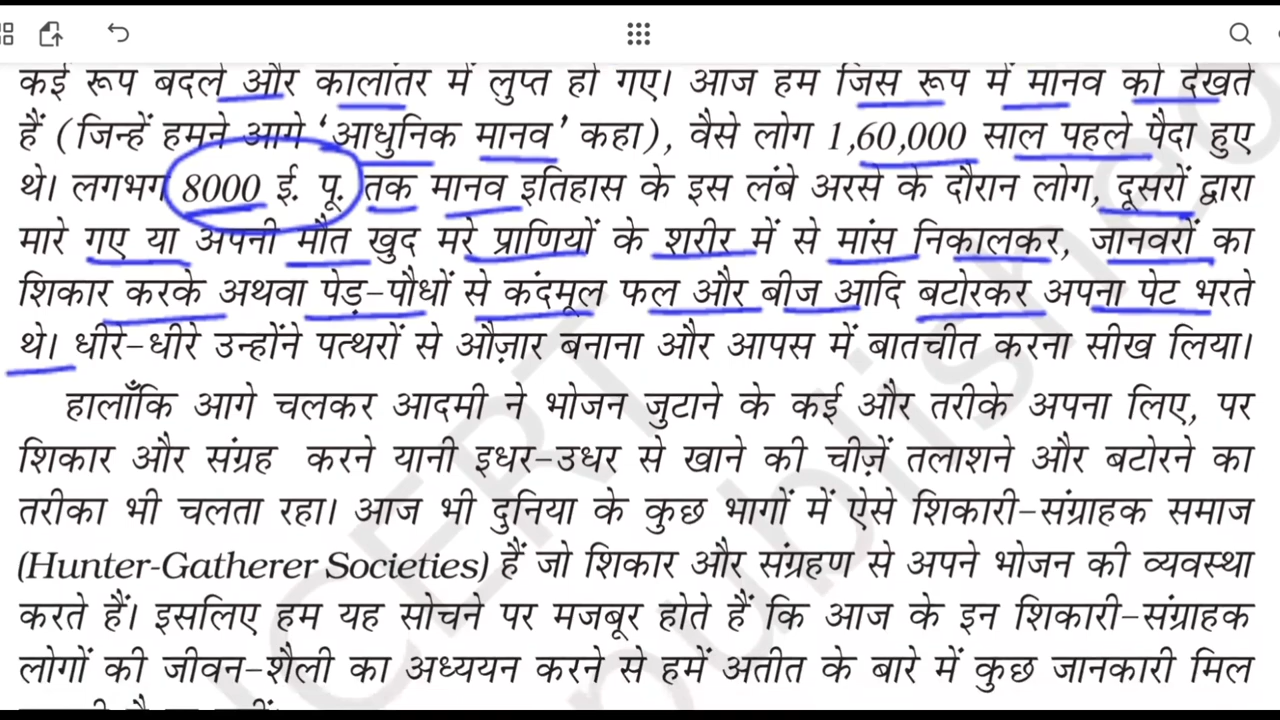 कई रूप बदले और कालांतर में लुप्त हो गए। आज हम जिस रूप में मानव को देखते
हैं (जिन्हें हमने आगे 'आधुनिक मानव' कहा), वैसे लोग 1,60,000 साल पहले पैदा हुए
थे। लगभग 8000 ई. पू. तक मानव इतिहास के इस लंबे अरसे के दौरान लोग, दूसरों द्वारा
मारे गए या अपनी मौत खुद मरे प्राणियों के शरीर में से मांस निकालकर, जानवरों का
शिकार करके अथवा पेड़-पौधों से कंदमूल फल और बीज आदि बटोरकर अपना पेट भरते
थे। धीरे-धीरे उन्होंने पत्थरों से औज़ार बनाना और आपस में बातचीत करना सीख लिया।
हालाँकि आगे चलकर आदमी ने भोजन जुटाने के कई और तरीके अपना लिए, पर
शिकार और संग्रह करने यानी इधर-उधर से खाने की चीज़ें तलाशने और बटोरने का
तरीका भी चलता रहा। आज भी दुनिया के कुछ भागों में ऐसे शिकारी-संग्राहक समाज
(Hunter-Gatherer Societies) हैं जो शिकार और संग्रहण से अपने भोजन की व्यवस्था
करते हैं। इसलिए हम यह सोचने पर मजबूर होते हैं कि आज के इन शिकारी-संग्राहक
लोगों की जीवन-शैली का अध्ययन करने से हमें अतीत के बारे में कुछ जानकारी मिल